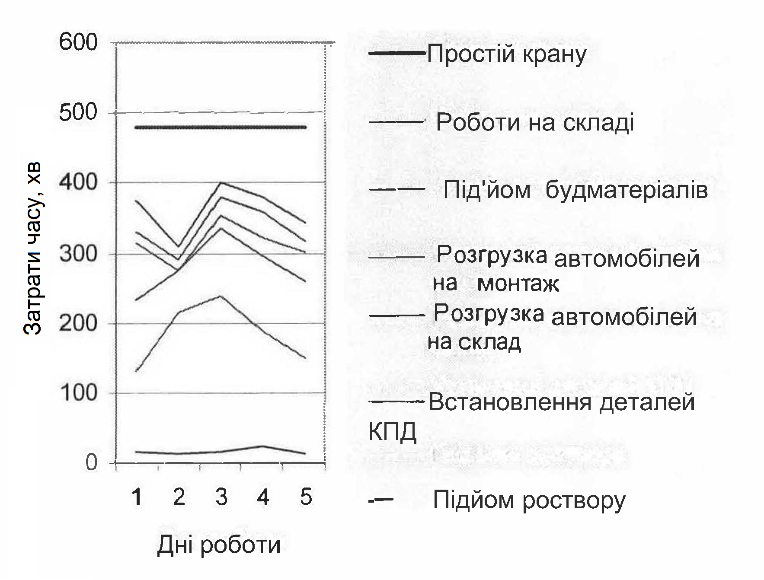 600
500
400
300
200
100
0
Затрати часу, хв
1 2 3 4 5
Дні роботи
Простій крану
Роботи на складі
Під'йом будматеріалів
Розгрузка автомобілей
на монтаж
Розгрузка автомобілей
на склад
Встановлення деталей
КПД
Підйом роствору